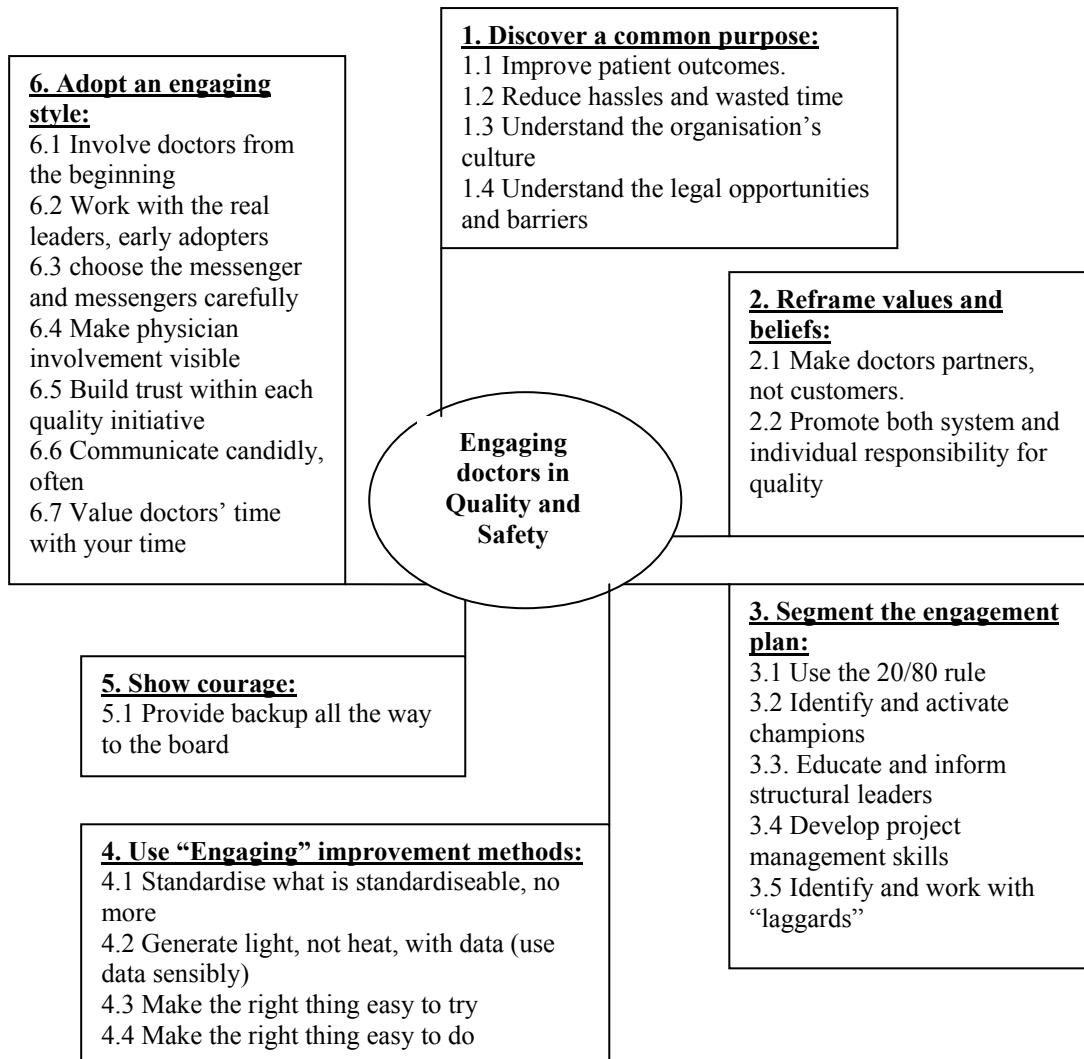 1. Discover a common purpose:
1.1 Improve patient outcomes.
1.2 Reduce hassles and wasted time
1.3 Understand the organisation’s
culture
1.4 Understand the legal opportunities
and barriers
6. Adopt an engaging
style:
6.1 Involve doctors from
the beginning
6.2 Work with the real
leaders, early adopters
6.3 choose the messenger
and messengers carefully
6.4 Make physician
involvement visible
6.5 Build trust within each
quality initiative
6.6 Communicate candidly,
often
6.7 Value doctors’ time
with your time
2. Reframe values and
beliefs:
2.1 Make doctors partners,
not customers.
2.2 Promote both system and
individual responsibility for
quality
Engaging
doctors in
Quality and
Safety
3. Segment the engagement
plan:
3.1 Use the 20/80 rule
3.2 Identify and activate
champions
3.3. Educate and inform
structural leaders
3.4 Develop project
management skills
3.5 Identify and work with
“laggards”
5. Show courage:
5.1 Provide backup all the way
to the board
4. Use “Engaging” improvement methods:
4.1 Standardise what is standardiseable, no
more
4.2 Generate light, not heat, with data (use
data sensibly)
4.3 Make the right thing easy to try
4.4 Make the right thing easy to do